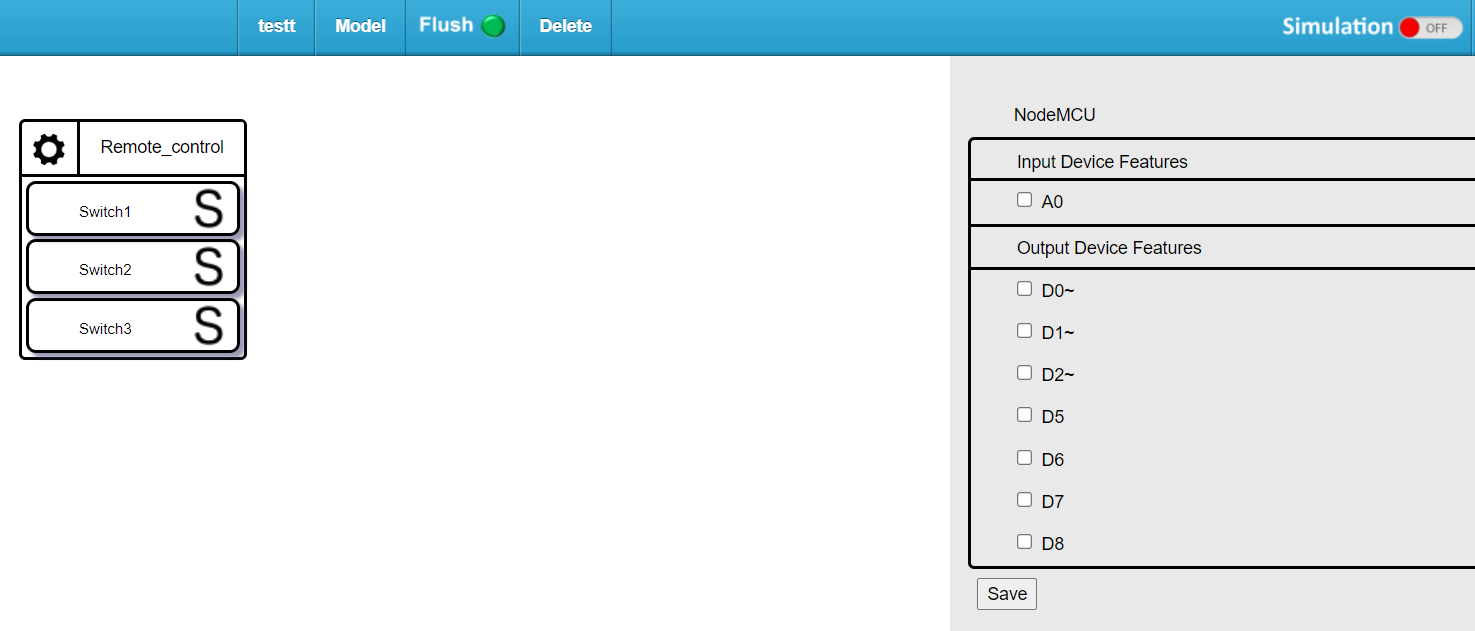 testt Model Flush Delete Simulation OFF
NodeMCU
Remote_control
Switch1 S
Switch2 S
Switch3 S
Input Device Features
A0
Output Device Features
D0~
D1~
D2~
D5
D6
D7
D8
Save